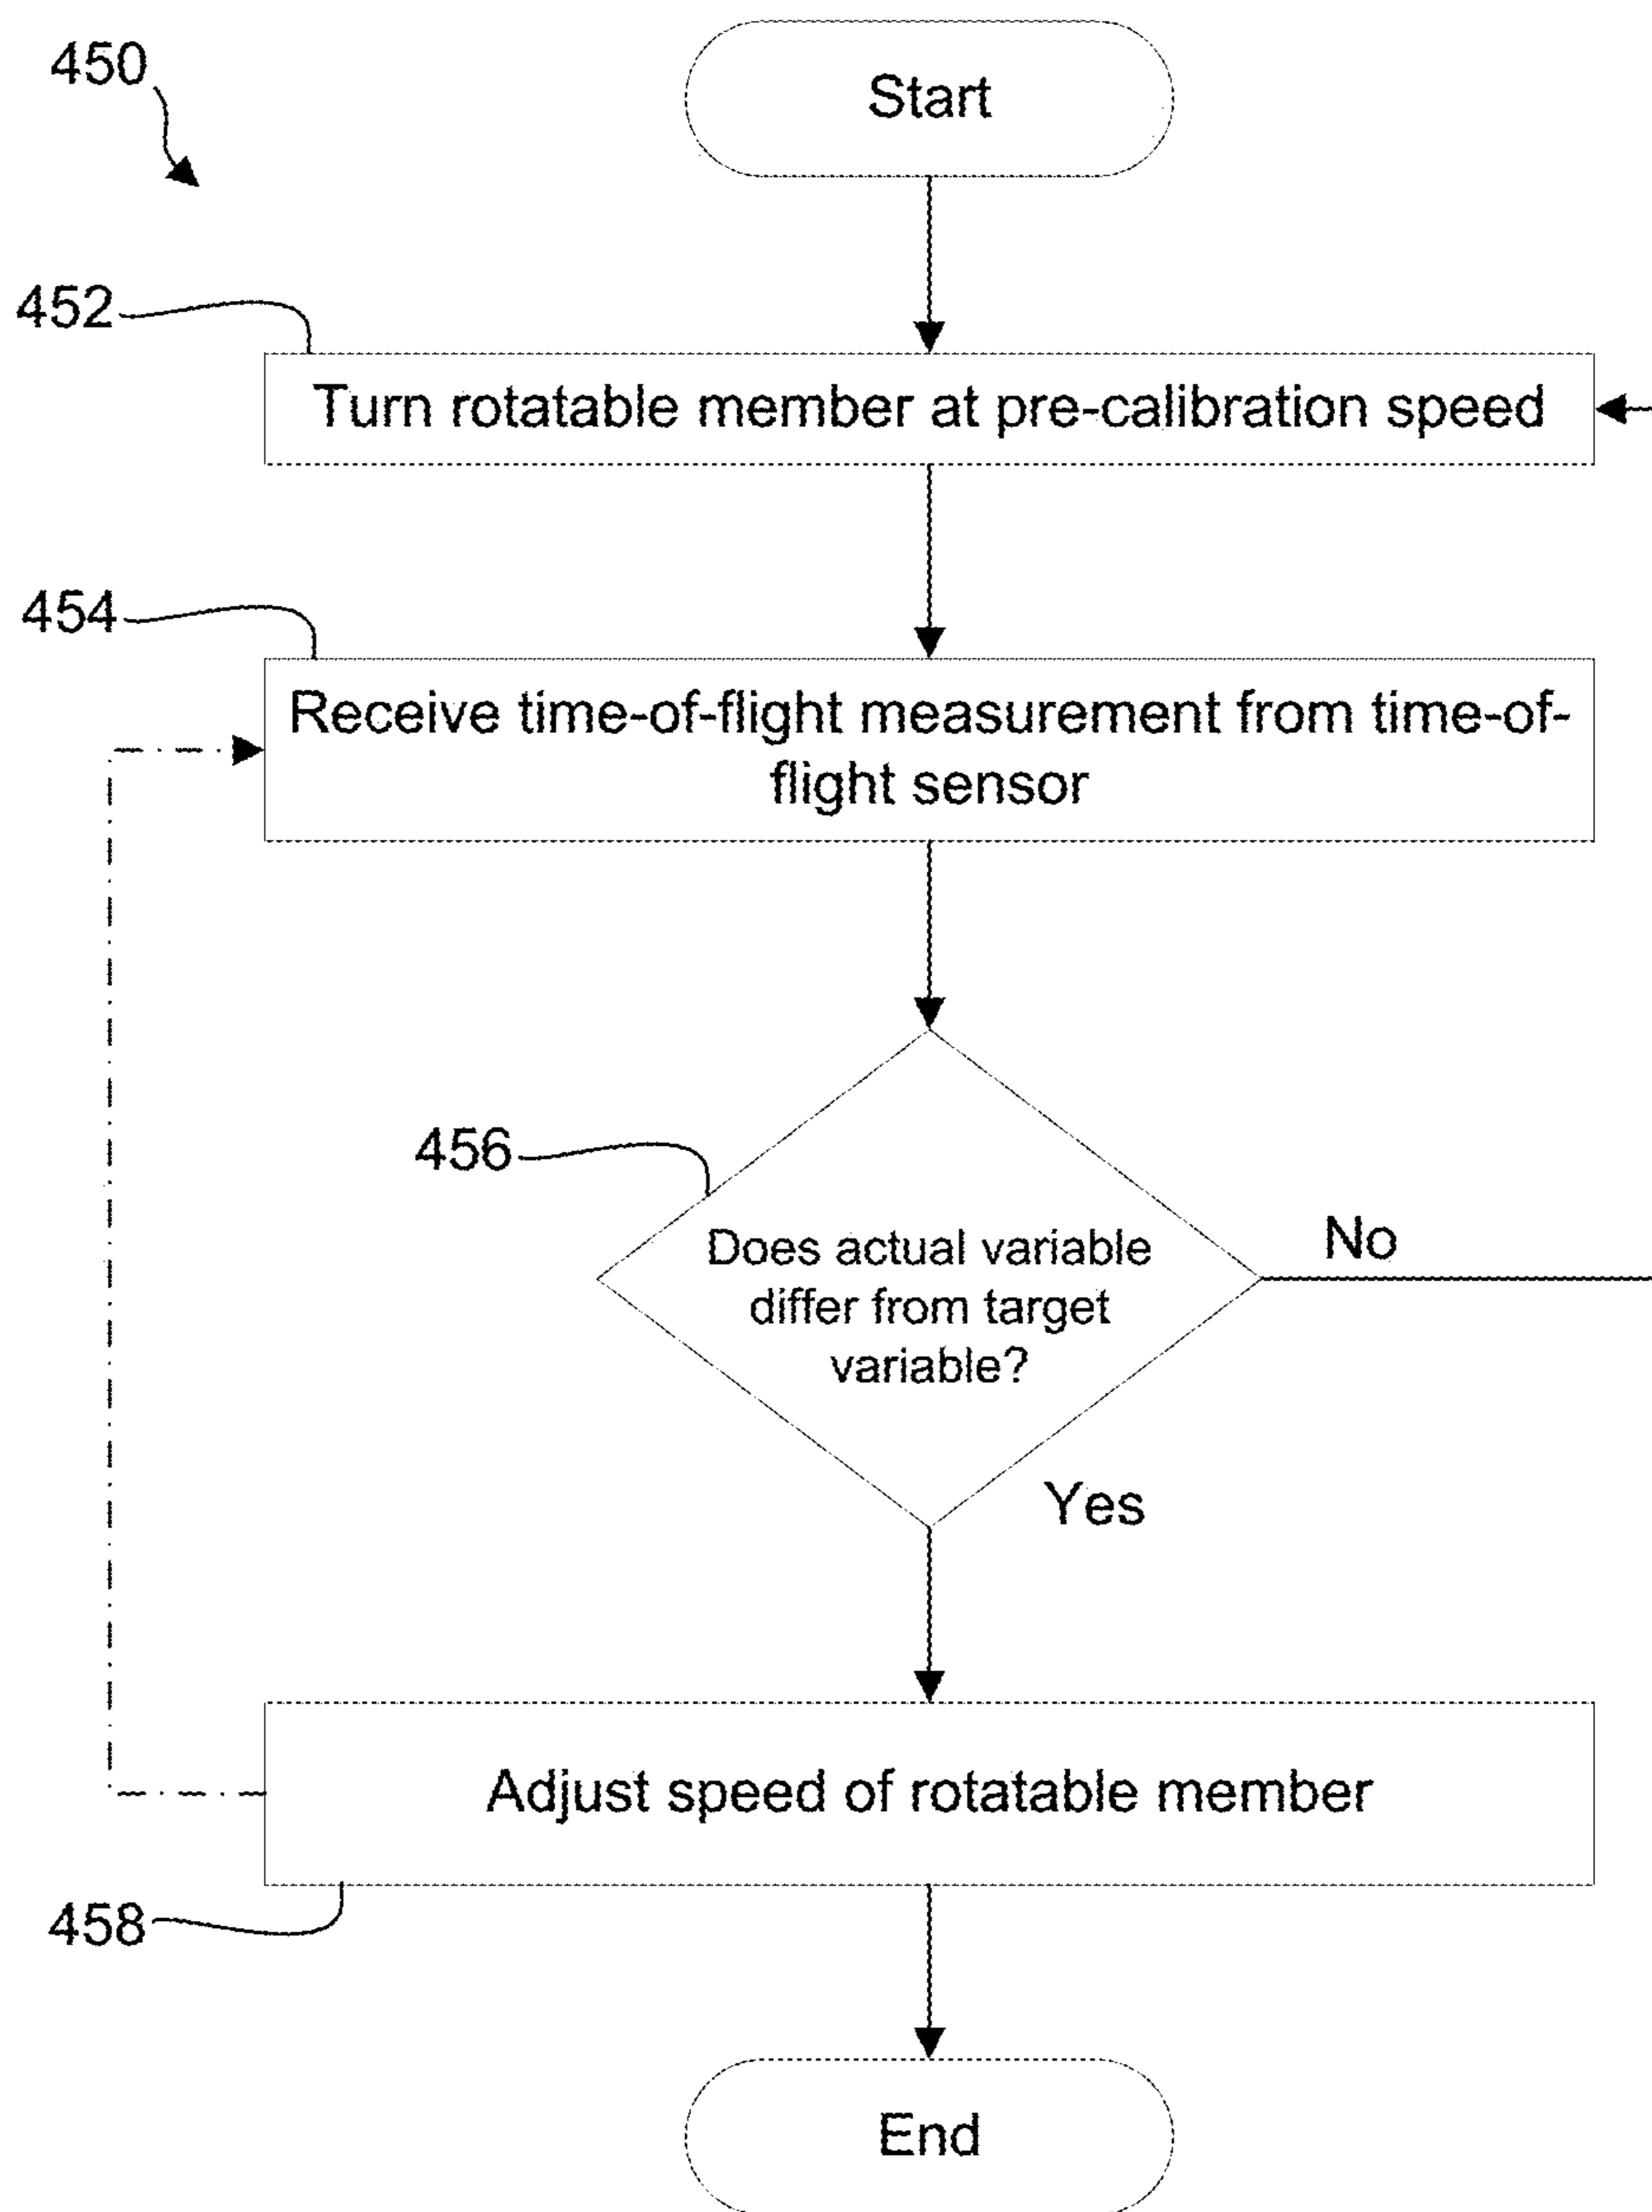 450
Start
452
Turn rotatable member at pre-calibration speed
454
Receive time-of-flight measurement from time-of-
flight sensor
456
Does actual variable
differ from target
variable?
No
Yes
Adjust speed of rotatable member
458
End